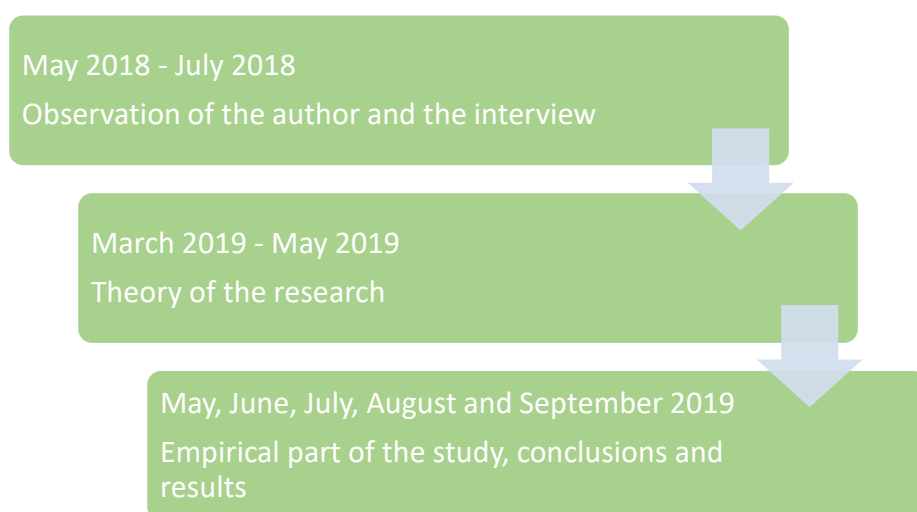 May 2018 - July 2018
Observation of the author and the interview
March 2019 - May 2019
Theory of the research
May, June, July, August and September 2019
Empirical part of the study, conclusions and
results